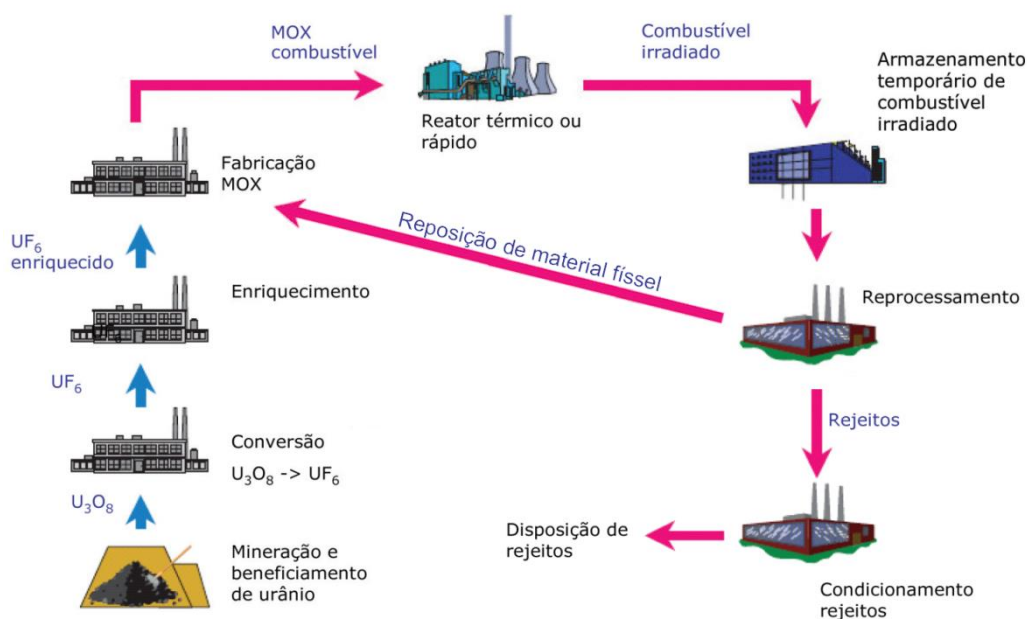 MOX
combustível
Combustível
irradiado
Armazenamento
temporário de
combustível
irradiado
Reator térmico ou
rápido
Fabricação
MOX
Reposição de material físsel
UF₆
enriquecido
Enriquecimento
Reprocessamento
UF₆
Rejeitos
Conversão
U₃O₈ -> UF₆
U₃O₈
Disposição de
rejeitos
Mineração e
beneficiamento
de urânio
Condicionamento
rejeitos